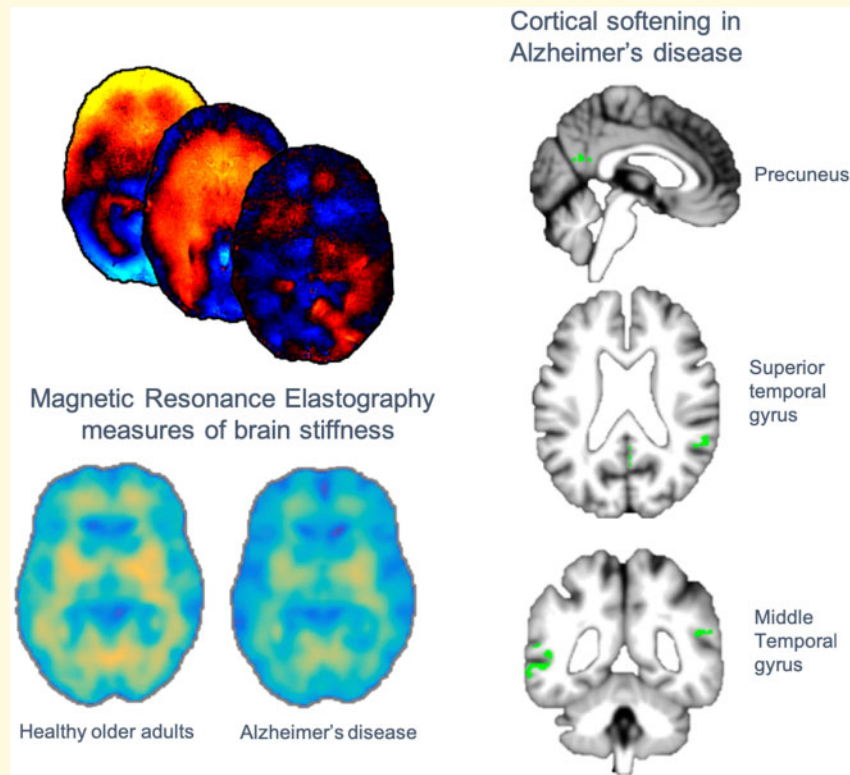 Cortical softening in
Alzheimer's disease
Precuneus
Superior
temporal
gyrus
Magnetic Resonance Elastography
measures of brain stiffness
Middle
Temporal
gyrus
Healthy older adults
Alzheimer's disease